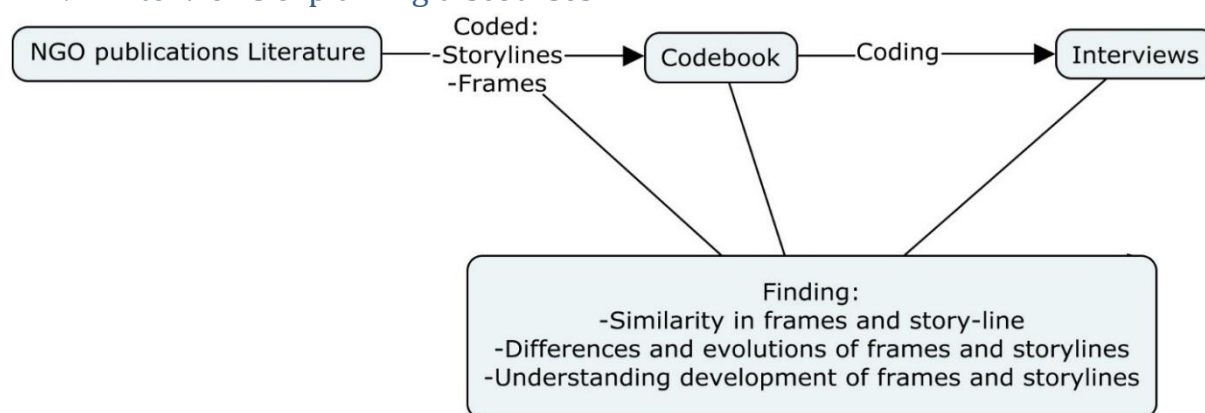 NGO publications Literature
Coded:
-Storylines
-Frames
Codebook
Coding
Interviews
Finding:
-Similarity in frames and story-line
-Differences and evolutions of frames and storylines
-Understanding development of frames and storylines